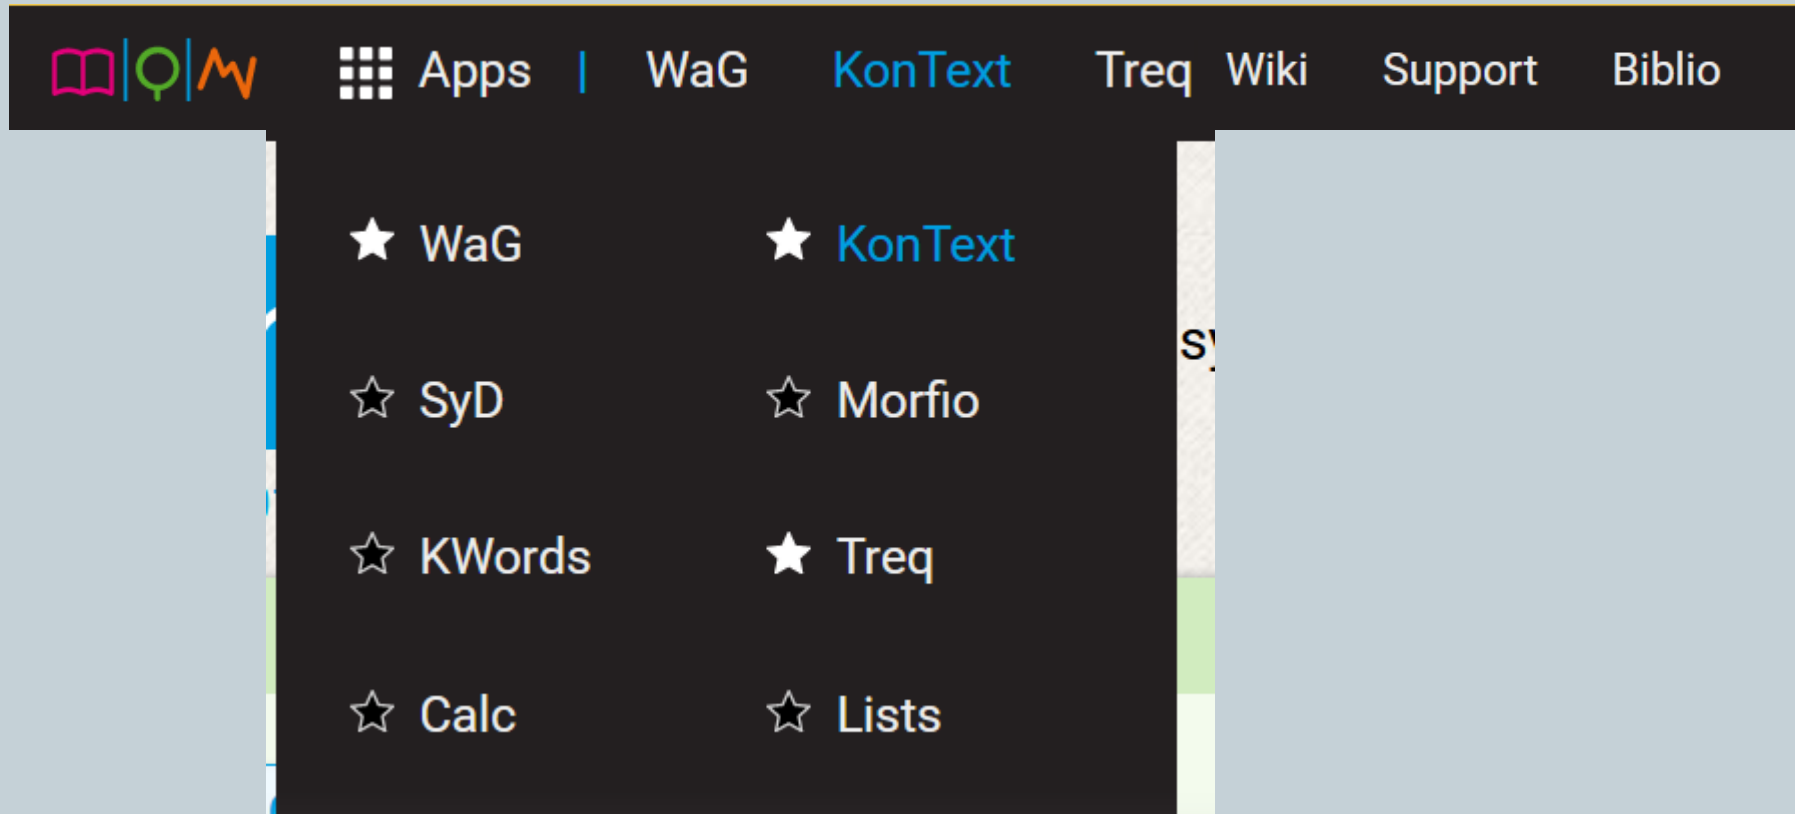 Apps | WaG KonText Treq Wiki Support Biblio
WaG KonText
SyD Morfio
KWords Treq
Calc Lists